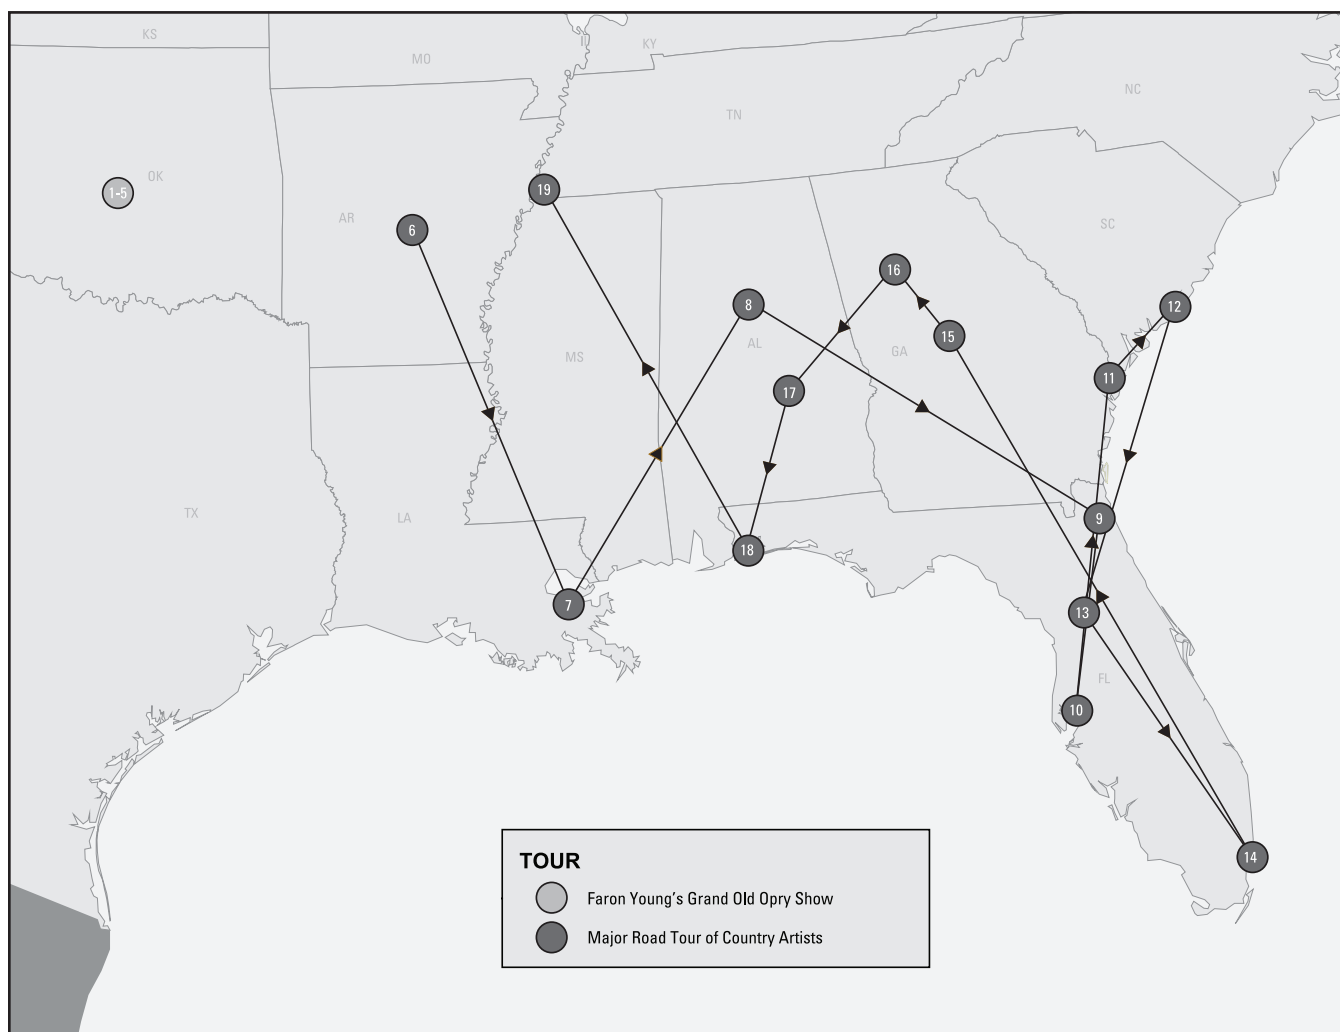 KS
IL
KY
MO
NC
TN
OK
1-5
19
AR
6
SC
16
8
12
AL
15
GA
MS
11
17
TX
LA
9
18
7
13
FL
10
14
TOUR
Faron Young's Grand Old Opry Show
Major Road Tour of Country Artists